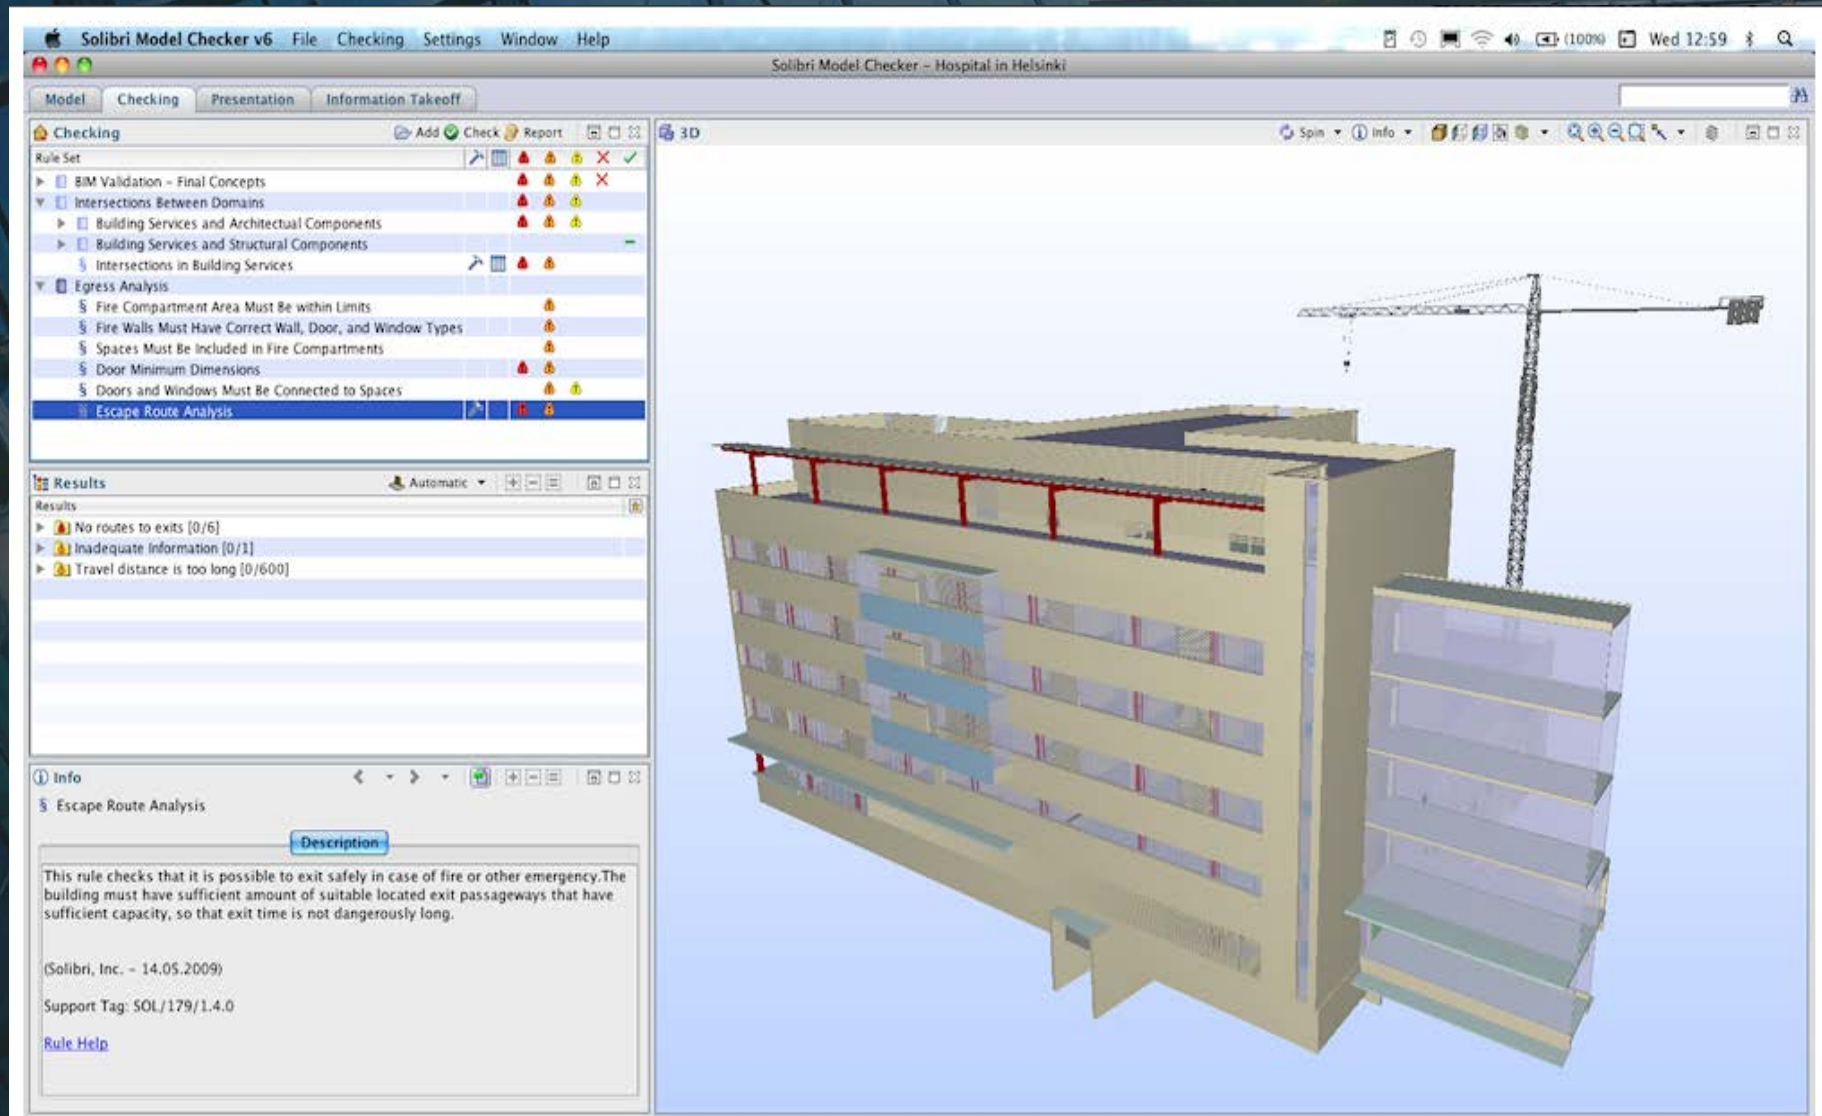 Solibri Model Checker v6 File Checking Settings Window Help (100%) Wed 12:59
Solibri Model Checker - Hospital in Helsinki
Model Checking Presentation Information Takeoff
Checking Add Check Report
Rule Set
BIM Validation - Final Concepts
Intersections Between Domains
Building Services and Architectual Components
Building Services and Structural Components
§ Intersections in Building Services
Egress Analysis
§ Fire Compartment Area Must Be within Limits
§ Fire Walls Must Have Correct Wall, Door, and Window Types
§ Spaces Must Be Included in Fire Compartments
§ Door Minimum Dimensions
§ Doors and Windows Must Be Connected to Spaces
§ Escape Route Analysis
Results Automatic
Results
No routes to exits [0/6]
Inadequate Information [0/1]
Travel distance is too long [0/600]
Info
§ Escape Route Analysis
Description
This rule checks that it is possible to exit safely in case of fire or other emergency.The
building must have sufficient amount of suitable located exit passageways that have
sufficient capacity, so that exit time is not dangerously long.
(Solibri, Inc. - 14.05.2009)
Support Tag: SOL/179/1.4.0
Rule Help
3D Spin Info